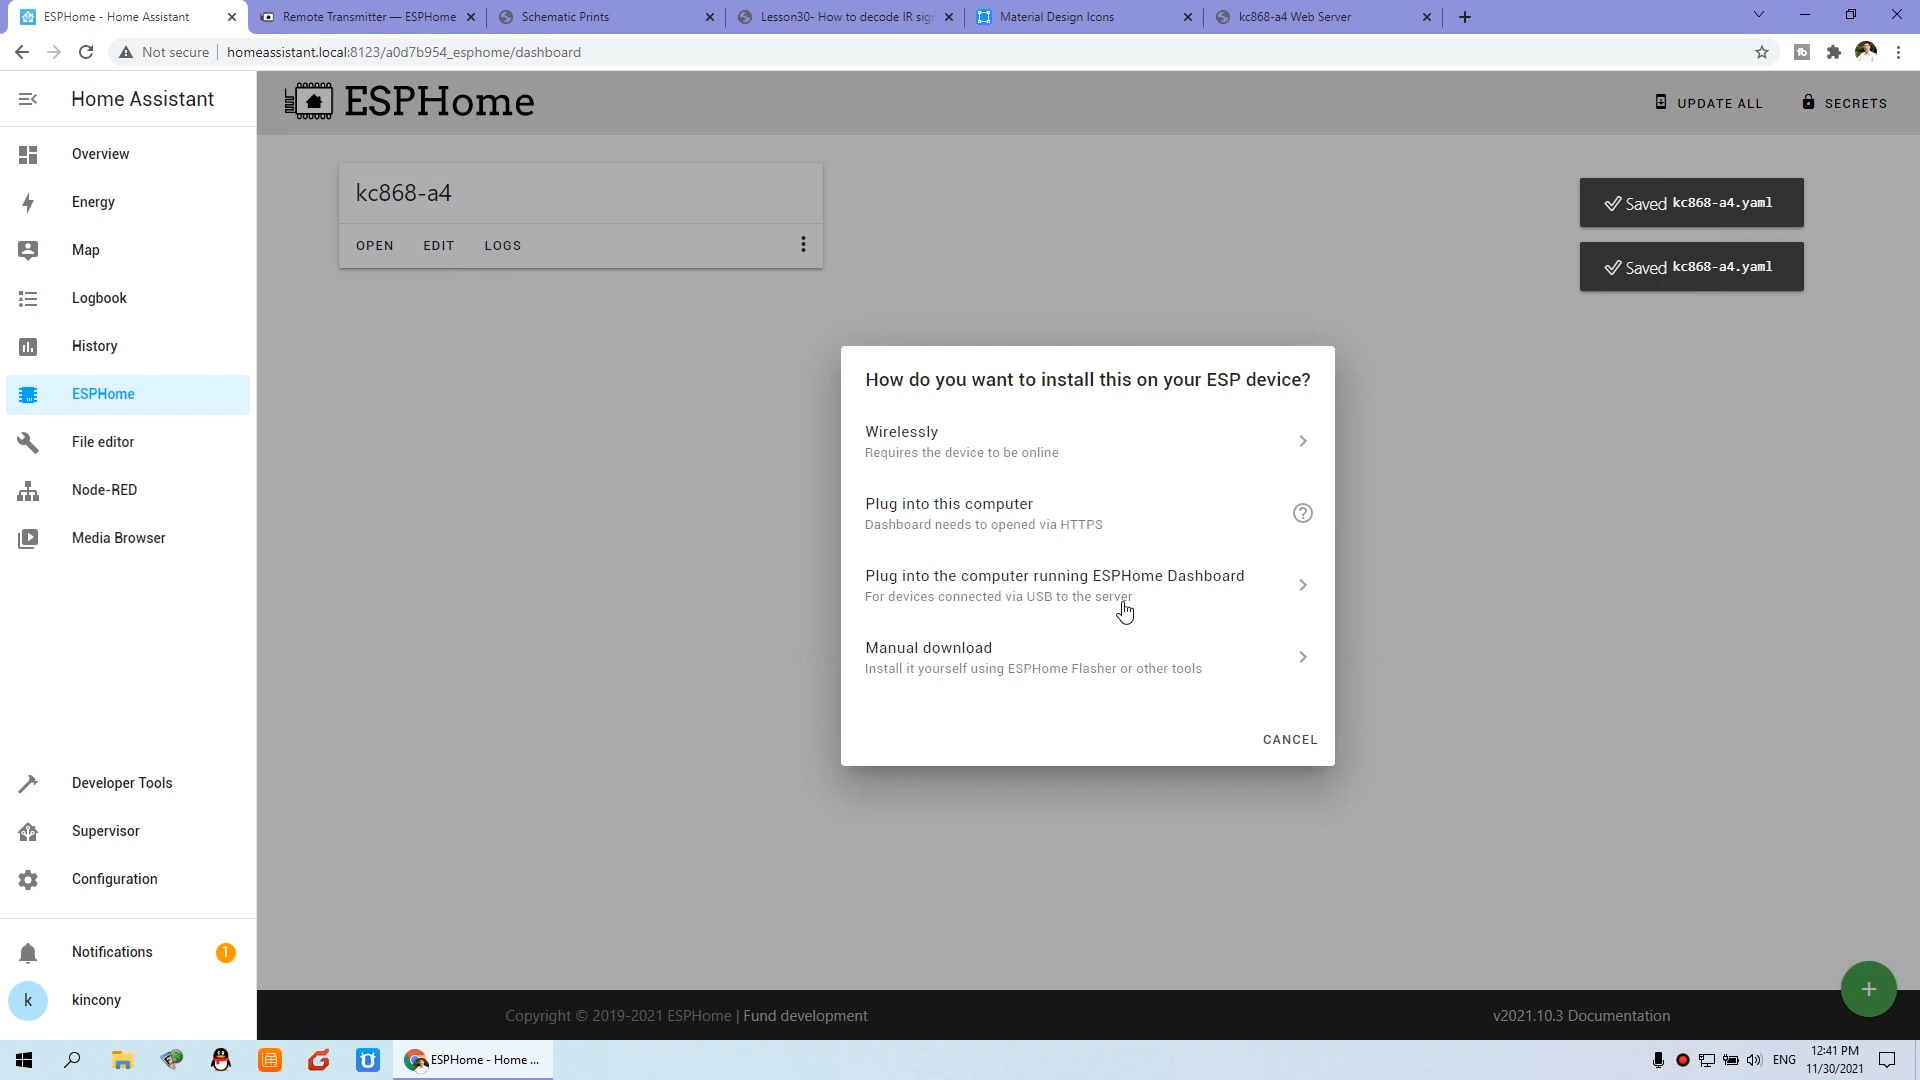 ESPHome - Home Assistant
Remote Transmitter — ESPHome
Schematic Prints
Lesson30- How to decode IR sig
Material Design Icons
kc868-a4 Web Server
Not secure
homeassistant.local:8123/a0d7b954_esphome/dashboard
Home Assistant
Overview
Energy
Map
Logbook
History
ESPHome
File editor
Node-RED
Media Browser
Developer Tools
Supervisor
Configuration
Notifications
1
k
kincony
ESPHome
UPDATE ALL
SECRETS
kc868-a4
OPEN
EDIT
LOGS
Saved kc868-a4.yaml
Saved kc868-a4.yaml
How do you want to install this on your ESP device?
Wirelessly
Requires the device to be online
Plug into this computer
Dashboard needs to opened via HTTPS
Plug into the computer running ESPHome Dashboard
For devices connected via USB to the server
Manual download
Install it yourself using ESPHome Flasher or other tools
CANCEL
Copyright © 2019-2021 ESPHome | Fund development
v2021.10.3 Documentation
ESPHome - Home ...
ENG
12:41 PM
11/30/2021